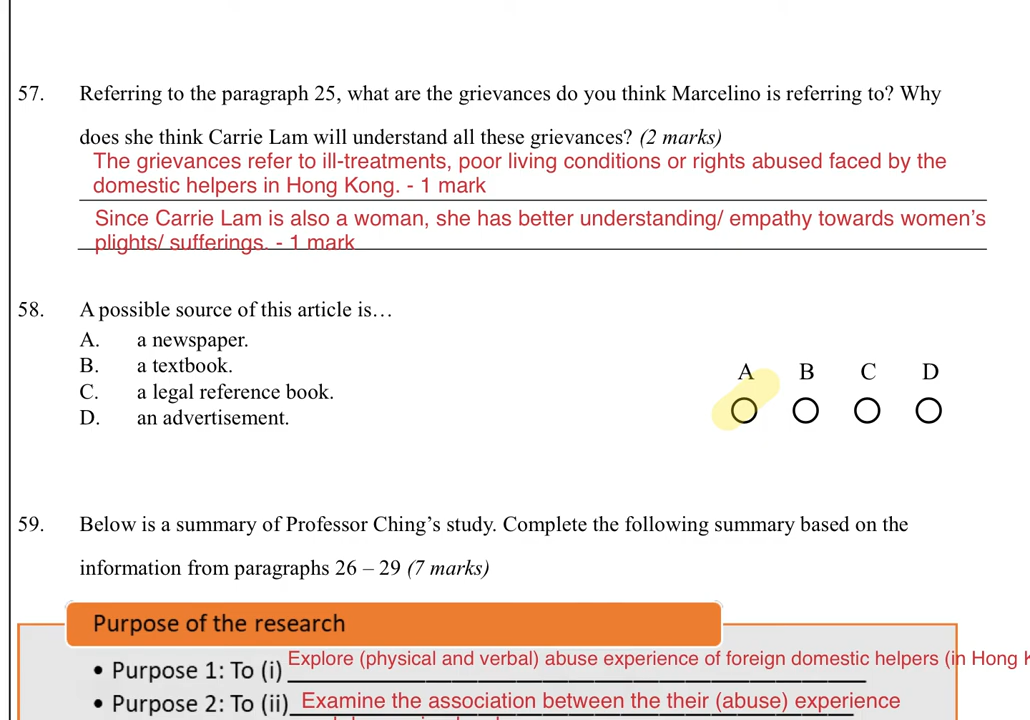 57. Referring to the paragraph 25, what are the grievances do you think Marcelino is referring to? Why
does she think Carrie Lam will understand all these grievances? (2 marks)
The grievances refer to ill-treatments, poor living conditions or rights abused faced by the
domestic helpers in Hong Kong. - 1 mark
Since Carrie Lam is also a woman, she has better understanding/ empathy towards women's
plights/ sufferings. - 1 mark
58. A possible source of this article is…
A. a newspaper.
B. a textbook.
C. a legal reference book.
D. an advertisement.
A B C D
59. Below is a summary of Professor Ching's study. Complete the following summary based on the
information from paragraphs 26 – 29 (7 marks)
Purpose of the research
• Purpose 1: To (i) Explore (physical and verbal) abuse experience of foreign domestic helpers (in Hong
• Purpose 2: To (ii) Examine the association between the their (abuse) experience